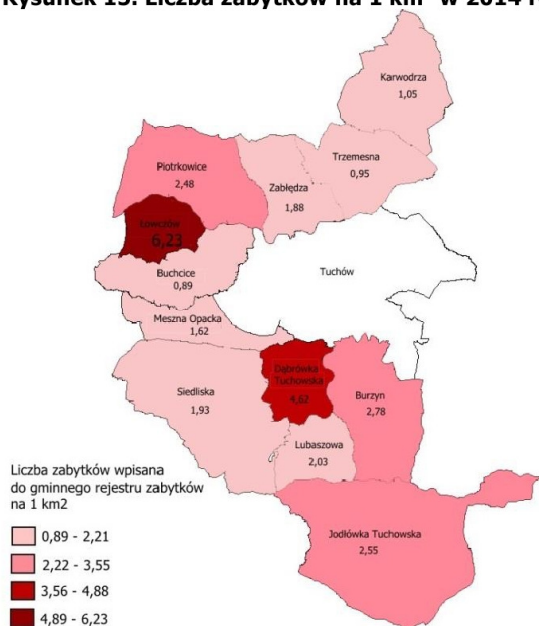 Rysunek 15. Liczba zabytków na 1 km² w 2014 r
Karwodrza
1,05
Trzemesna
0,95
Piotrkowice
2,48
Zabłędza
1,88
Łowczów
6,23
Buchcice
0,89
Tuchów
Meszna Opacka
1,62
Dąbrówka
Tuchowska
4,62
Siedliska
1,93
Burzyn
2,78
Lubaszowa
2,03
Jodłówka Tuchowska
2,55
Liczba zabytków wpisana
do gminnego rejestru zabytków
na 1 km2
0,89 - 2,21
2,22 - 3,55
3,56 - 4,88
4,89 - 6,23